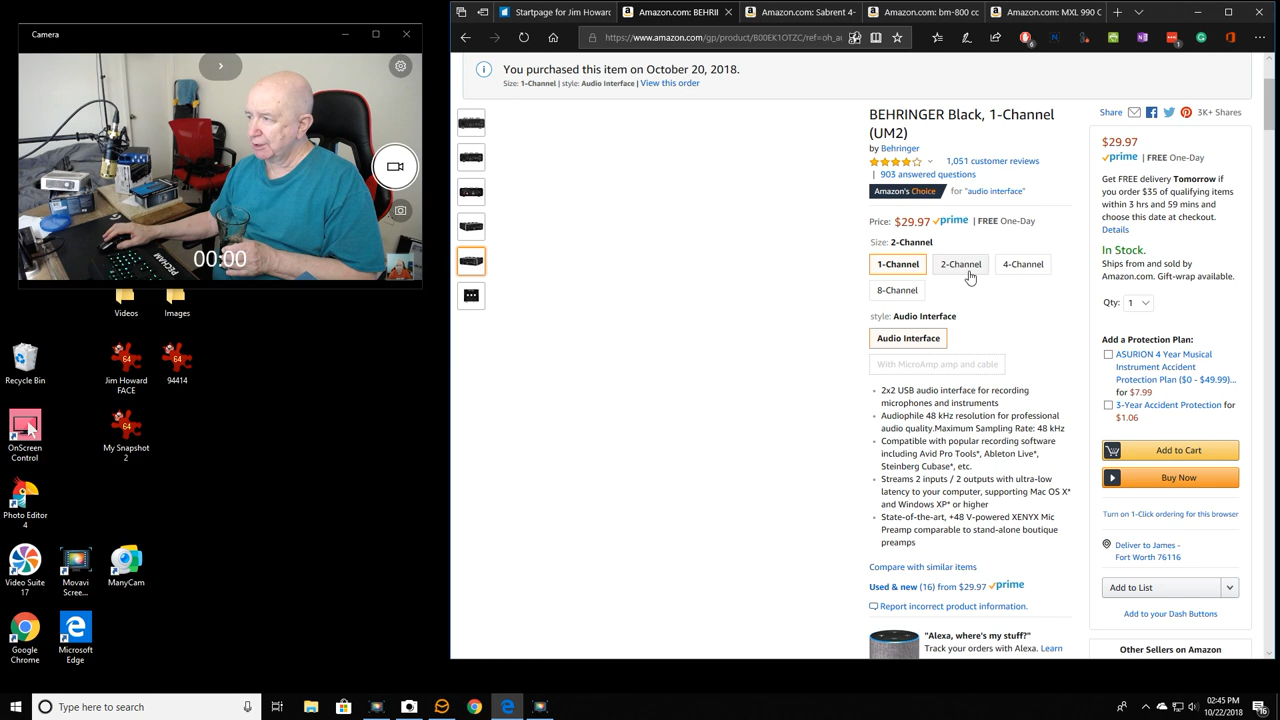 Camera
00:00
Startpage for Jim Howard
Amazon.com: BEHRI
Amazon.com: Sabrent 4-
Amazon.com: bm-800 co
Amazon.com: MXL 990 C
https://www.amazon.com/gp/product/B00EK1OTZC/ref=oh_au
You purchased this item on October 20, 2018.
Size: 1-Channel | style: Audio Interface | View this order
BEHRINGER Black, 1-Channel
(UM2)
by Behringer
1,051 customer reviews
| 903 answered questions
Amazon's Choice for "audio interface"
Price: $29.97 prime | FREE One-Day
Size: 2-Channel
1-Channel
2-Channel
4-Channel
8-Channel
style: Audio Interface
Audio Interface
With MicroAmp amp and cable
2x2 USB audio interface for recording
microphones and instruments
Audiophile 48 kHz resolution for professional
audio quality.Maximum Sampling Rate: 48 kHz
Compatible with popular recording software
including Avid Pro Tools*, Ableton Live*,
Steinberg Cubase*, etc.
Streams 2 inputs / 2 outputs with ultra-low
latency to your computer, supporting Mac OS X*
and Windows XP* or higher
State-of-the-art, +48 V-powered XENYX Mic
Preamp comparable to stand-alone boutique
preamps
Compare with similar items
Used & new (16) from $29.97 prime
Report incorrect product information.
"Alexa, where's my stuff?"
Track your orders with Alexa. Learn
Share
3K+ Shares
$29.97
prime | FREE One-Day
Get FREE delivery Tomorrow if
you order $35 of qualifying items
within 3 hrs and 59 mins and
choose this date at checkout.
Details
In Stock.
Ships from and sold by
Amazon.com. Gift-wrap available.
Qty: 1
Add a Protection Plan:
ASURION 4 Year Musical
Instrument Accident
Protection Plan ($0 - $49.99)...
for $7.99
3-Year Accident Protection for
$1.06
Add to Cart
Buy Now
Turn on 1-Click ordering for this browser
Deliver to James -
Fort Worth 76116
Add to List
Add to your Dash Buttons
Other Sellers on Amazon
Videos
Images
Recycle Bin
Jim Howard
FACE
94414
OnScreen
Control
My Snapshot
2
Photo Editor
4
Video Suite
17
Movavi
Scree...
ManyCam
Google
Chrome
Microsoft
Edge
Type here to search
02:45 PM
10/22/2018